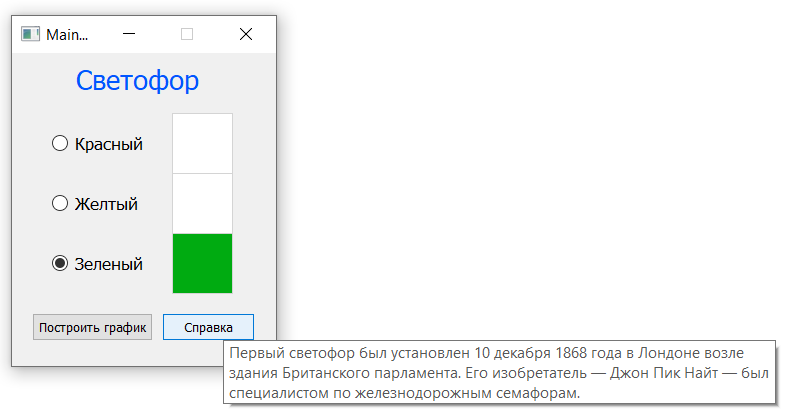 Main...
Светофор
Красный
Желтый
Зеленый
Построить график
Справка
Первый светофор был установлен 10 декабря 1868 года в Лондоне возле
здания Британского парламента. Его изобретатель — Джон Пик Найт — был
специалистом по железнодорожным семафорам.